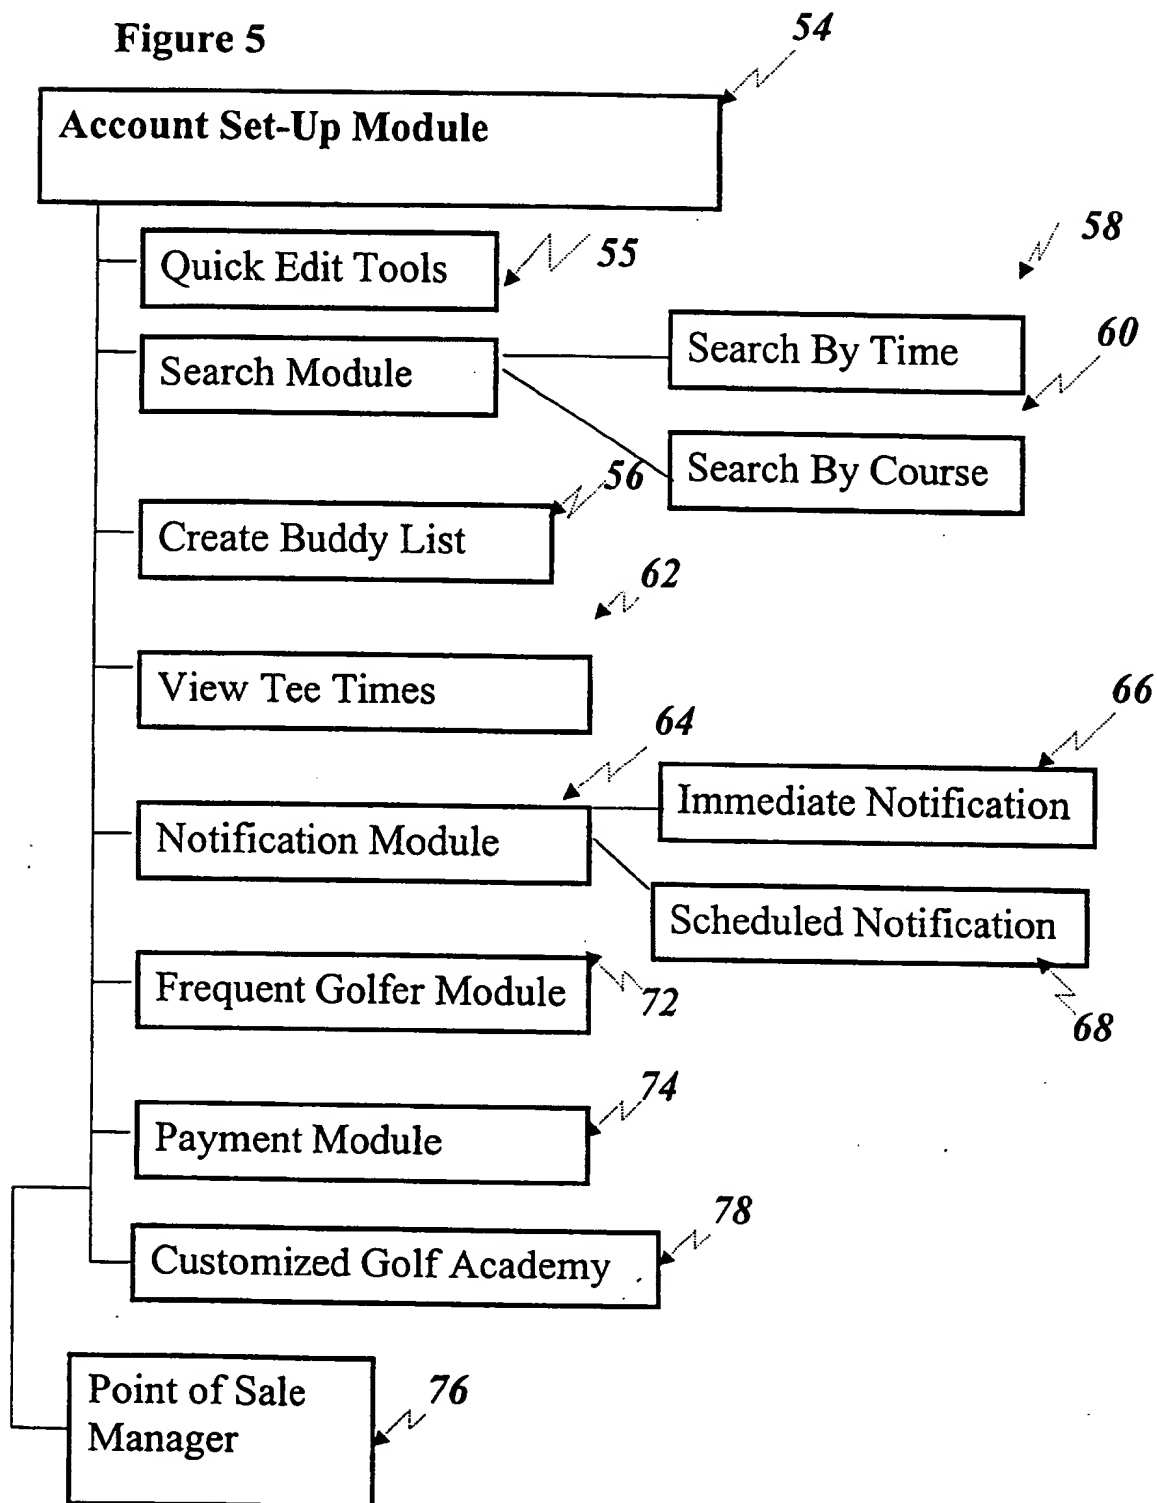 Figure 5
54
Account Set-Up Module
58
Quick Edit Tools
55
60
Search By Time
Search Module
Search By Course
56
Create Buddy List
62
View Tee Times
64
66
Immediate Notification
Notification Module
Scheduled Notification
Frequent Golfer Module
72
68
74
Payment Module
78
Customized Golf Academy
Point of Sale
Manager
76